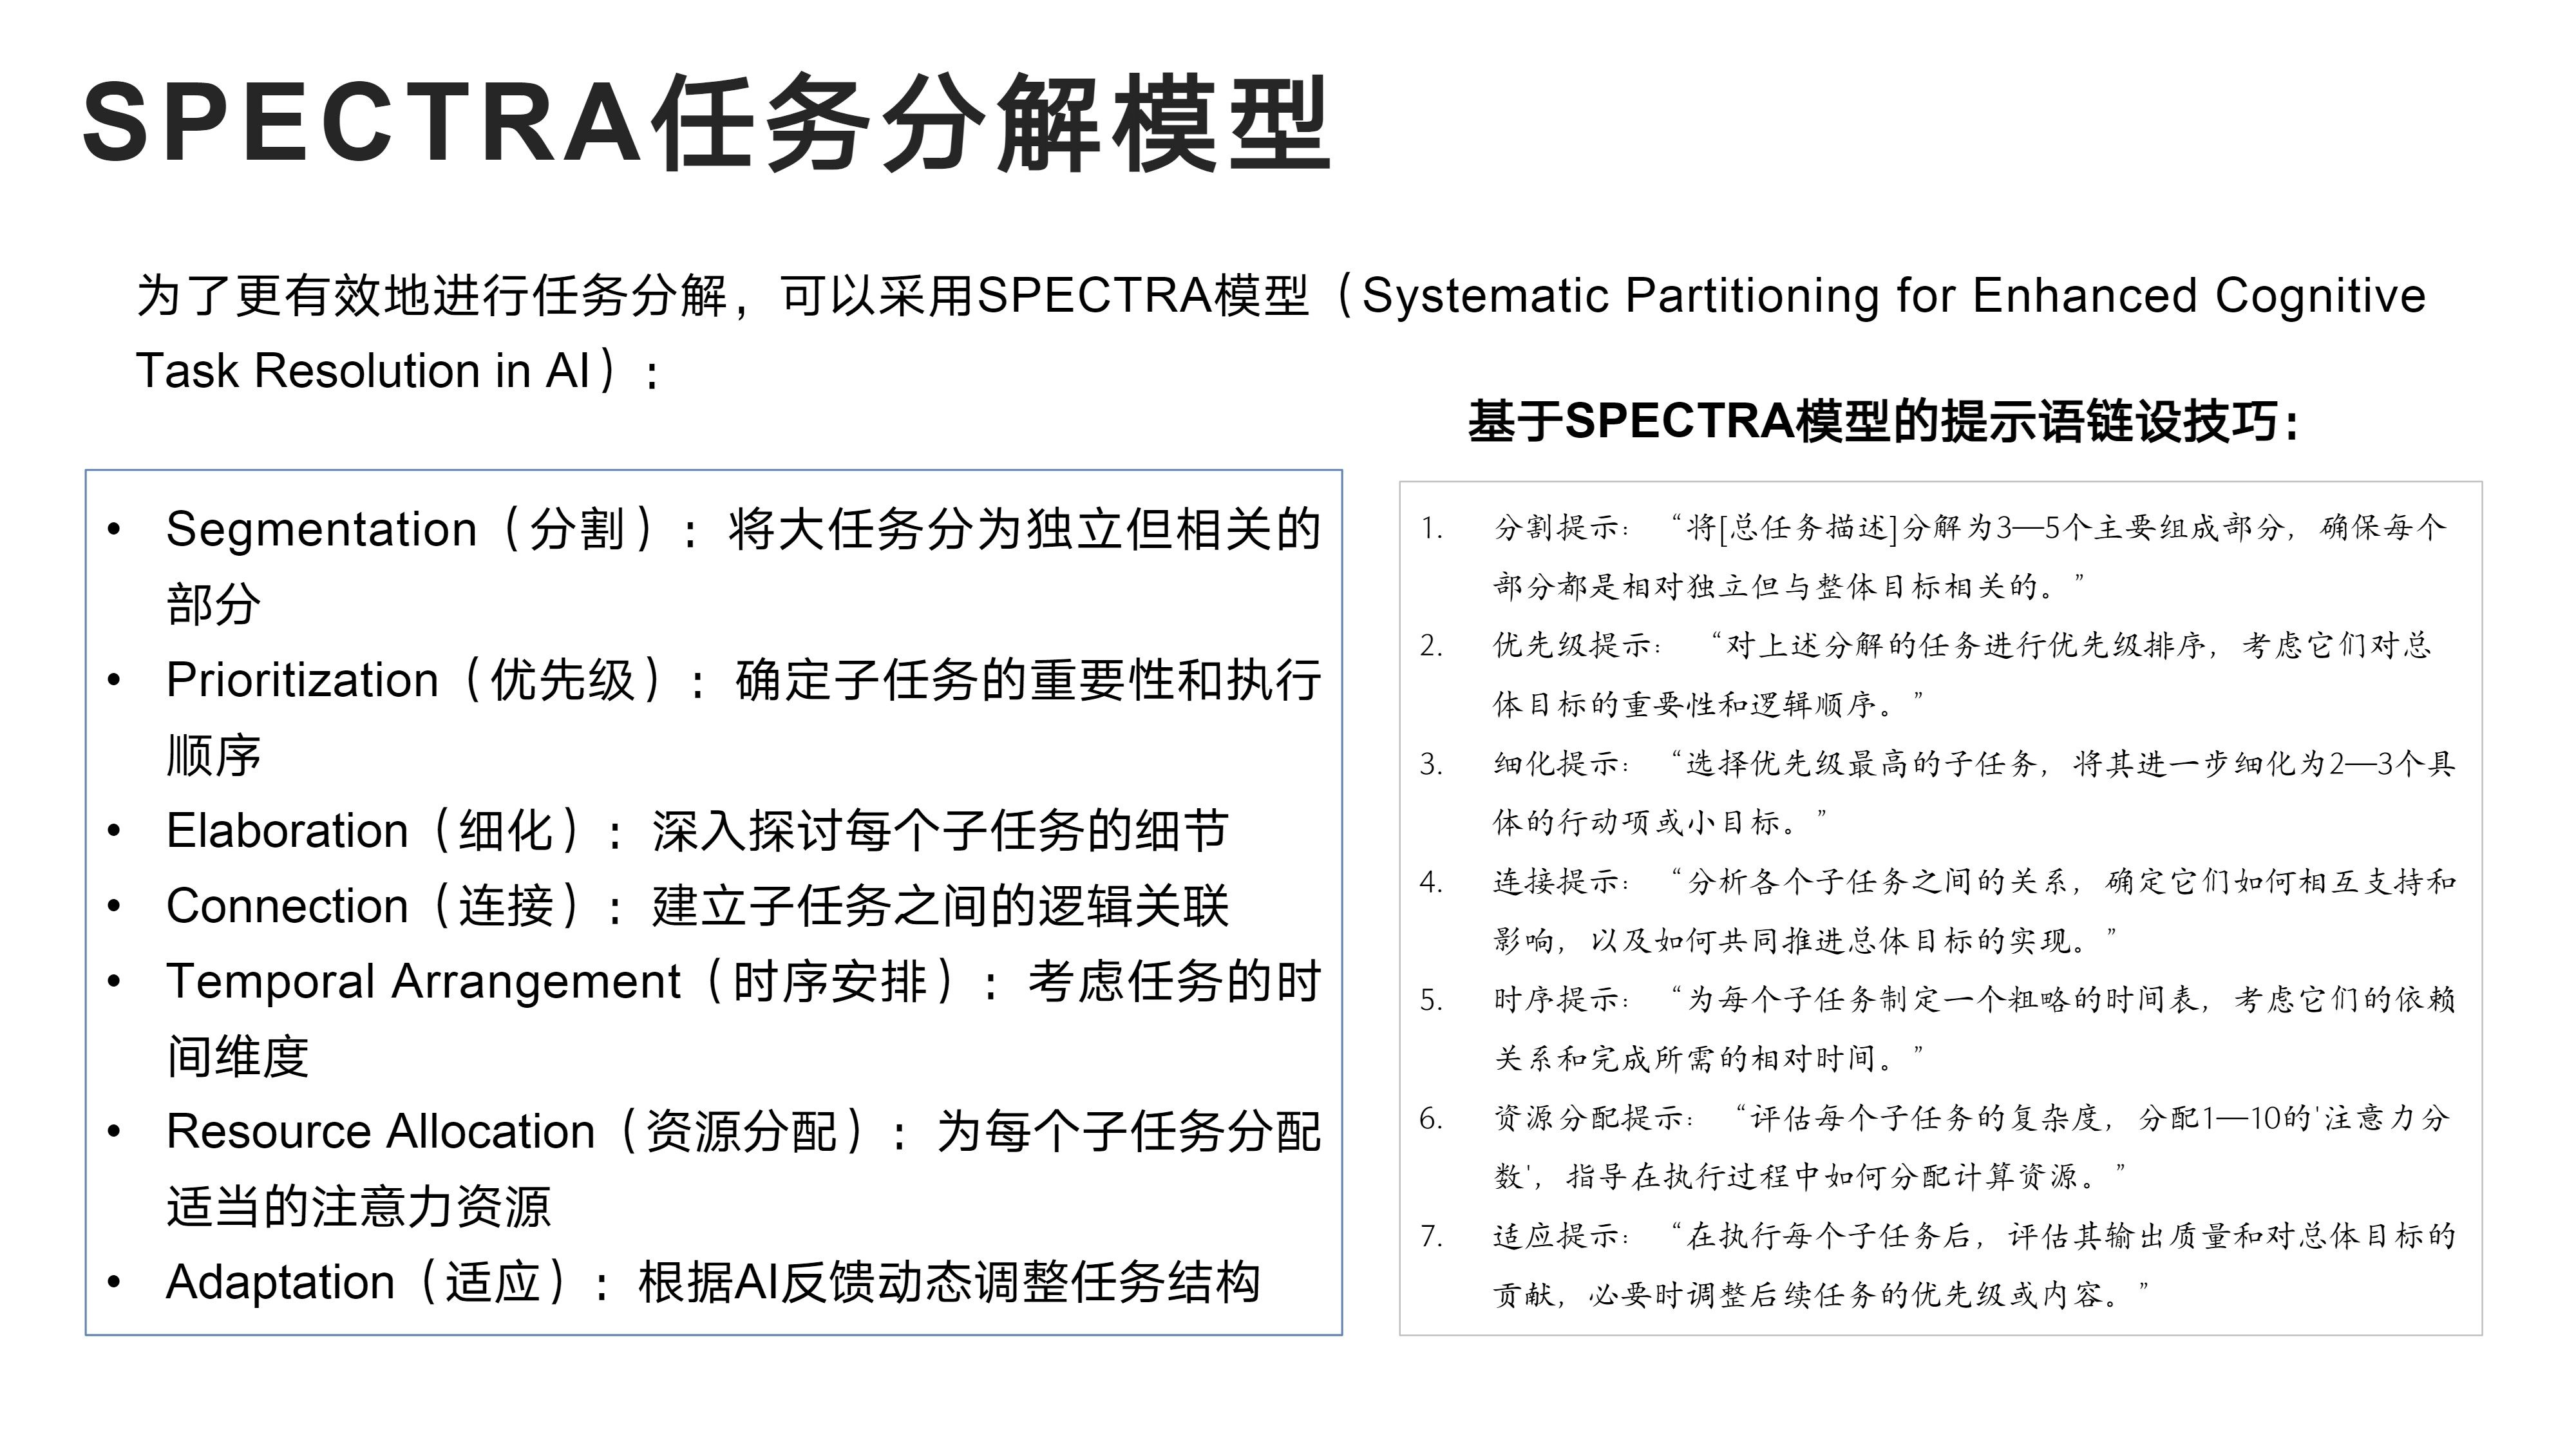 SPECTRA任务分解模型
为了更有效地进行任务分解，可以采用SPECTRA模型（Systematic Partitioning for Enhanced Cognitive
Task Resolution in AI）：
• Segmentation（分割）：将大任务分为独立但相关的
部分
• Prioritization（优先级）：确定子任务的重要性和执行
顺序
• Elaboration（细化）：深入探讨每个子任务的细节
• Connection（连接）：建立子任务之间的逻辑关联
• Temporal Arrangement（时序安排）：考虑任务的时
间维度
• Resource Allocation（资源分配）：为每个子任务分配
适当的注意力资源
• Adaptation（适应）：根据AI反馈动态调整任务结构
基于SPECTRA模型的提示语链设技巧：
1. 分割提示：“将[总任务描述]分解为3—5个主要组成部分，确保每个
部分都是相对独立但与整体目标相关的。”
2. 优先级提示：“对上述分解的任务进行优先级排序，考虑它们对总
体目标的重要性和逻辑顺序。”
3. 细化提示：“选择优先级最高的子任务，将其进一步细化为2—3个具
体的行动项或小目标。”
4. 连接提示：“分析各个子任务之间的关系，确定它们如何相互支持和
影响，以及如何共同推进总体目标的实现。”
5. 时序提示：“为每个子任务制定一个粗略的时间表，考虑它们的依赖
关系和完成所需的相对时间。”
6. 资源分配提示：“评估每个子任务的复杂度，分配1—10的'注意力分
数'，指导在执行过程中如何分配计算资源。”
7. 适应提示：“在执行每个子任务后，评估其输出质量和对总体目标的
贡献，必要时调整后续任务的优先级或内容。”